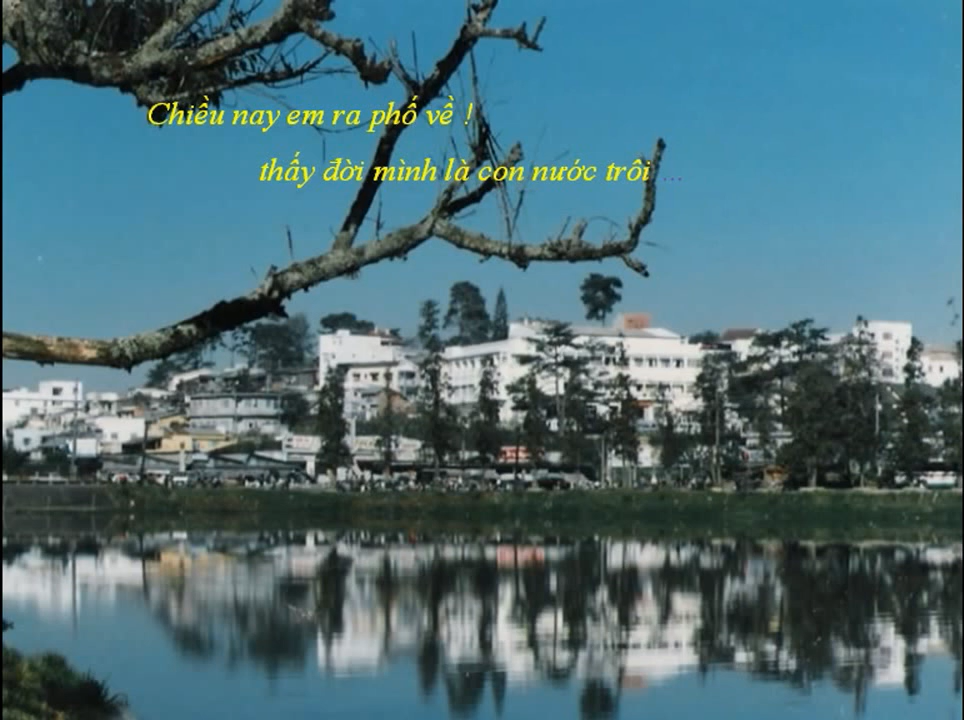 Chiều nay em ra phố về !
thấy đời mình là con nước trôi ...